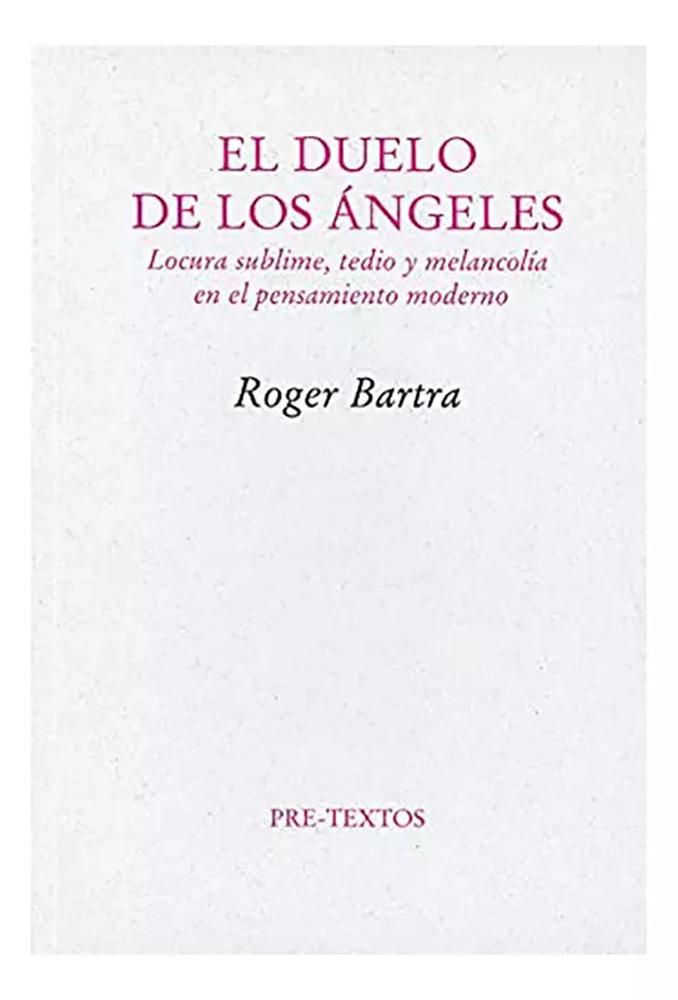 EL DUELO
DE LOS ÁNGELES
Locura sublime, tedio y melancolía
en el pensamiento moderno
Roger Bartra
PRE-TEXTOS